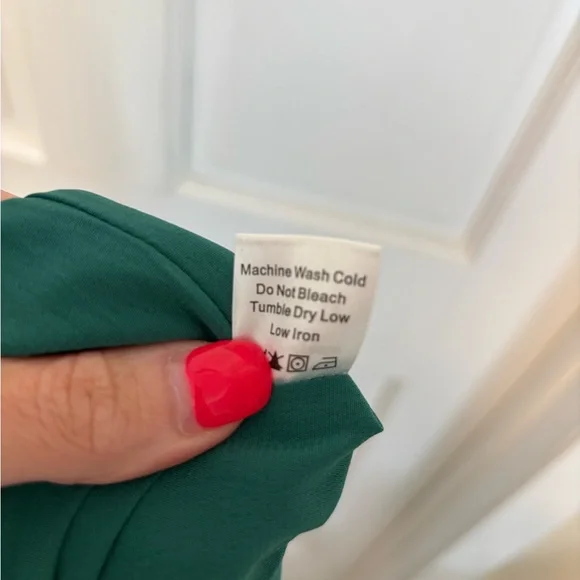 Machine Wash Cold
Do Not Bleach
Tumble Dry Low
Low Iron